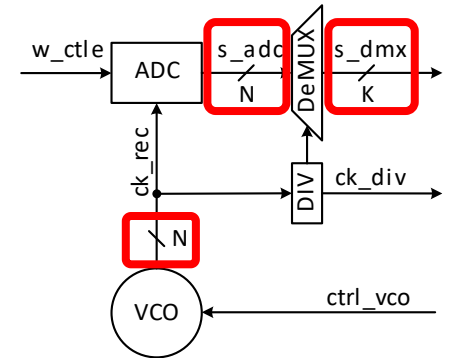 w_ctle
ADC
s_adc
N
DeMUX
s_dmx
K
ck_rec
DIV
ck_div
N
VCO
ctrl_vco